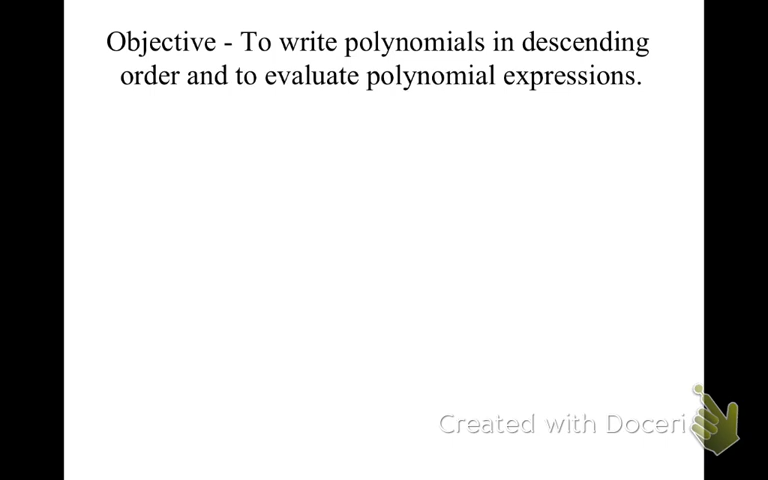 Objective - To write polynomials in descending
order and to evaluate polynomial expressions.
Created with Doceri